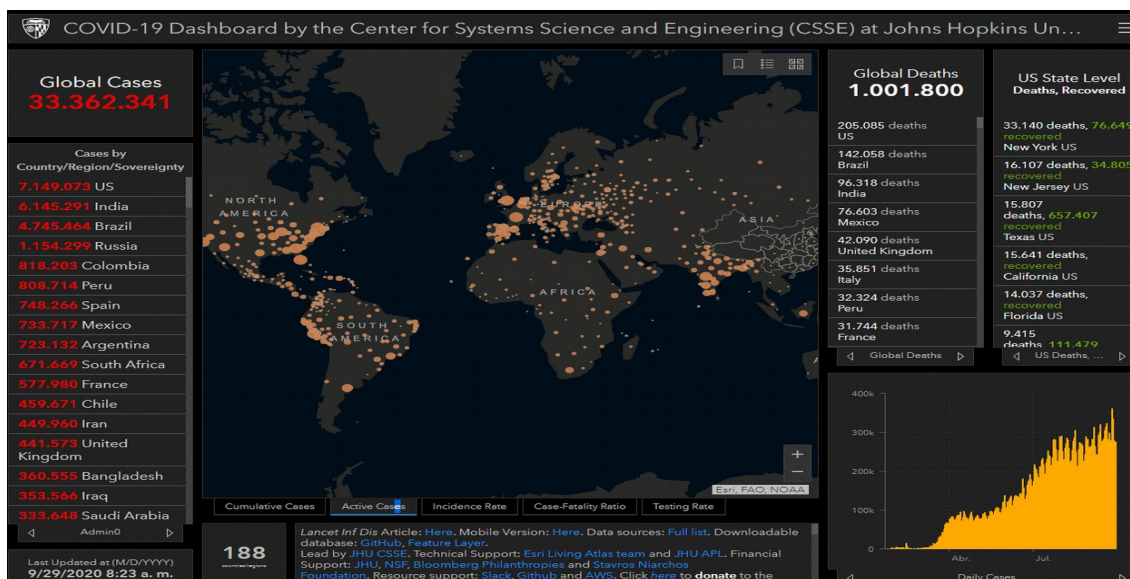 COVID-19 Dashboard by the Center for Systems Science and Engineering (CSSE) at Johns Hopkins Un...
Global Cases
33.362.341
Cases by
Country/Region/Sovereignty
7.149.073 US
6.145.291 India
4.745.464 Brazil
1.154.299 Russia
818.203 Colombia
808.714 Peru
748.266 Spain
733.717 Mexico
723.132 Argentina
671.669 South Africa
577.980 France
459.671 Chile
449.960 Iran
441.573 United
Kingdom
360.555 Bangladesh
353.566 Iraq
333.648 Saudi Arabia
Admin0
Last Updated at (M/D/YYYY)
9/29/2020 8:23 a. m.
NORTH
AMERICA
EUROPE
ASIA
AFRICA
SOUTH
AMERICA
+
−
Esri, FAO, NOAA
Cumulative Cases
Active Cases
Incidence Rate
Case-Fatality Ratio
Testing Rate
188
countries/regions
Lancet Inf Dis Article: Here. Mobile Version: Here. Data sources: Full list. Downloadable
database: GitHub, Feature Layer.
Lead by JHU CSSE. Technical Support: Esri Living Atlas team and JHU APL. Financial
Support: JHU, NSF, Bloomberg Philanthropies and Stavros Niarchos
Foundation. Resource support: Slack, Github and AWS. Click here to donate to the
Global Deaths
1.001.800
205.085 deaths
US
142.058 deaths
Brazil
96.318 deaths
India
76.603 deaths
Mexico
42.090 deaths
United Kingdom
35.851 deaths
Italy
32.324 deaths
Peru
31.744 deaths
France
Global Deaths
US State Level
Deaths, Recovered
33.140 deaths, 76.649
recovered
New York US
16.107 deaths, 34.805
recovered
New Jersey US
15.807
deaths, 657.407
recovered
Texas US
15.641 deaths,
recovered
California US
14.037 deaths,
recovered
Florida US
9.415
deaths, 111.479
US Deaths, ...
400k
300k
200k
100k
0
Abr.
Jul.
Daily Cases